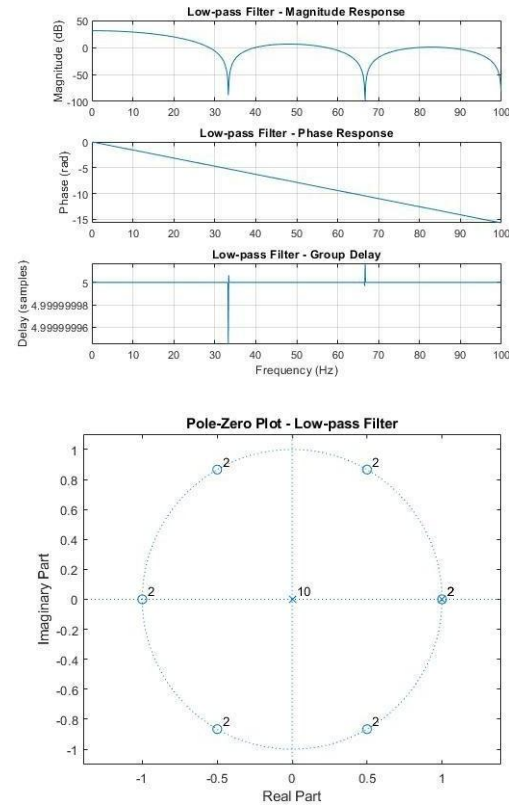 Low-pass Filter - Magnitude Response
Magnitude (dB)
50
0
-50
-100
0 10 20 30 40 50 60 70 80 90 100
Low-pass Filter - Phase Response
Phase (rad)
0
-5
-10
-15
0 10 20 30 40 50 60 70 80 90 100
Low-pass Filter - Group Delay
Delay (samples)
5
4.99999998
4.99999996
0 10 20 30 40 50 60 70 80 90 100
Frequency (Hz)
Pole-Zero Plot - Low-pass Filter
Imaginary Part
1
0.8
0.6
0.4
0.2
0
-0.2
-0.4
-0.6
-0.8
-1
2 2
2 10 2
2 2
-1 -0.5 0 0.5 1
Real Part